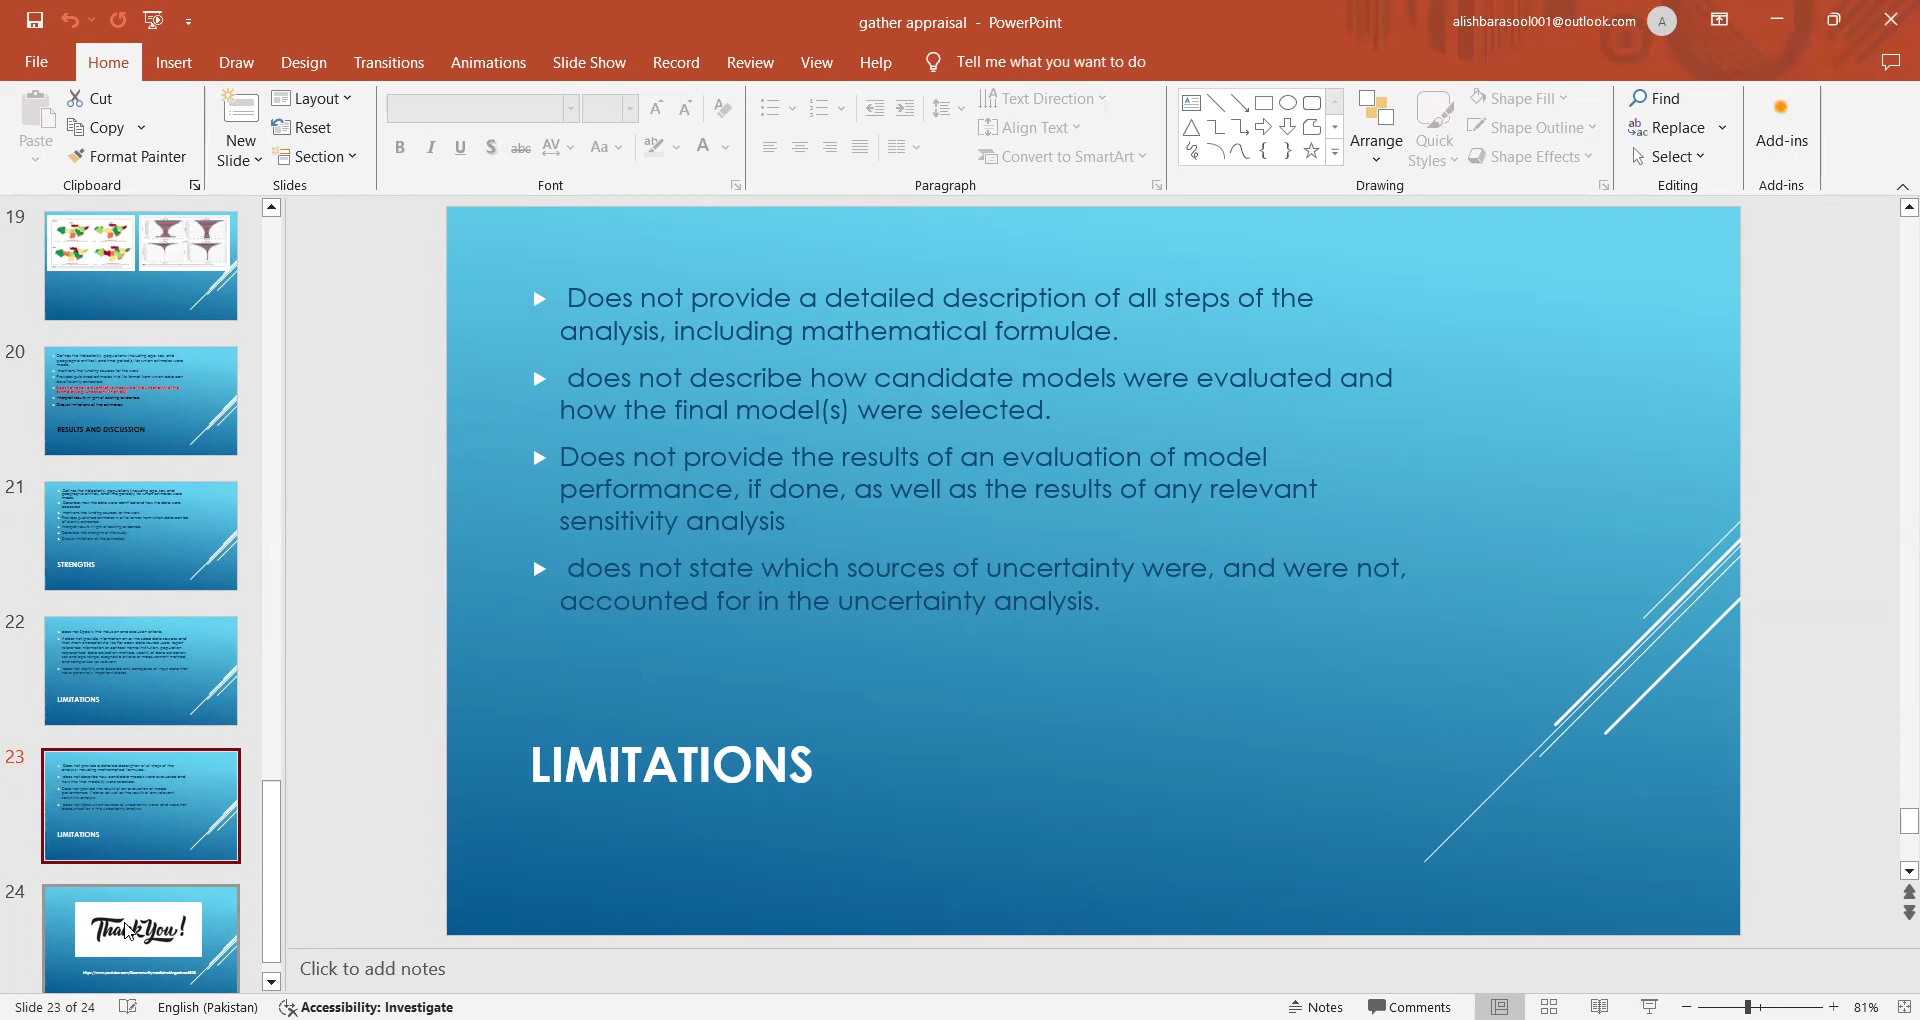 gather appraisal - PowerPoint
alishbarasool001@outlook.com
A
File
Home
Insert
Draw
Design
Transitions
Animations
Slide Show
Record
Review
View
Help
Tell me what you want to do
Paste
Cut
Copy
Format Painter
Clipboard
New
Slide
Layout
Reset
Section
Slides
Font
Text Direction
Align Text
Convert to SmartArt
Paragraph
Arrange
Quick
Styles
Shape Fill
Shape Outline
Shape Effects
Drawing
Find
Replace
Select
Editing
Add-ins
Add-ins
19
20
RESULTS AND DISCUSSION
21
STRENGTHS
22
LIMITATIONS
23
LIMITATIONS
24
Thank You!
Does not provide a detailed description of all steps of the
analysis, including mathematical formulae.
does not describe how candidate models were evaluated and
how the final model(s) were selected.
Does not provide the results of an evaluation of model
performance, if done, as well as the results of any relevant
sensitivity analysis
does not state which sources of uncertainty were, and were not,
accounted for in the uncertainty analysis.
LIMITATIONS
Click to add notes
Slide 23 of 24
English (Pakistan)
Accessibility: Investigate
Notes
Comments
81%